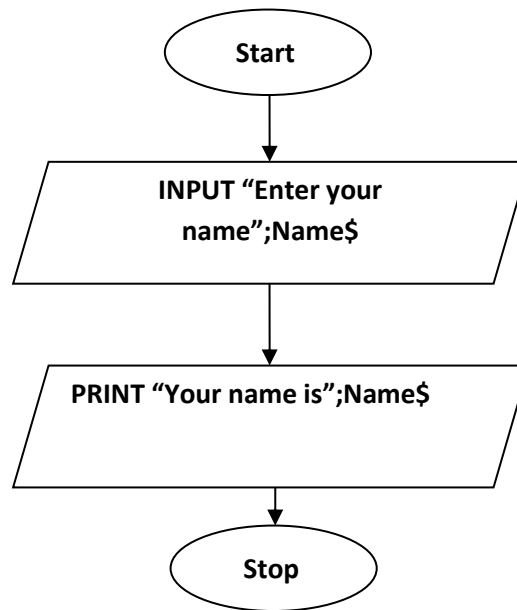 Start
INPUT “Enter your
name”;Name$
PRINT “Your name is”;Name$
Stop